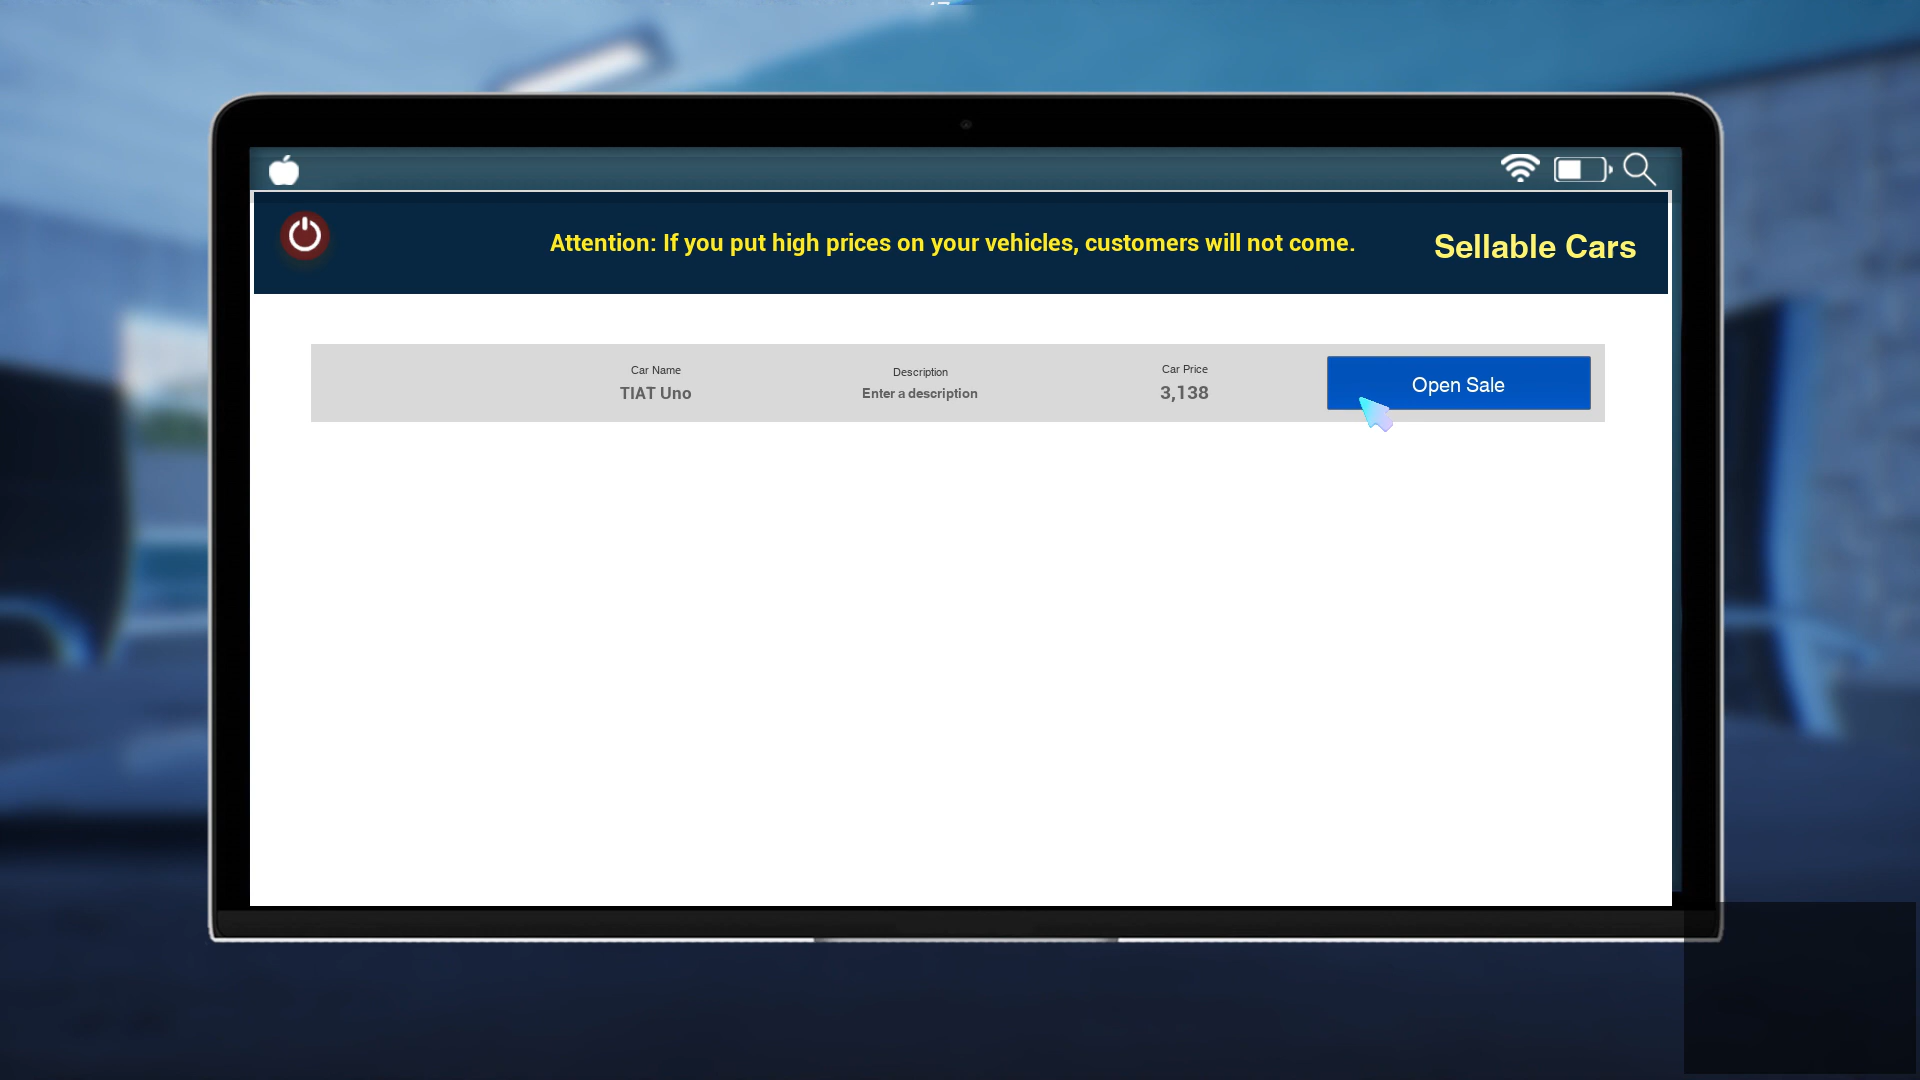 Attention: If you put high prices on your vehicles, customers will not come.
Sellable Cars
Car Name
Description
Car Price
TIAT Uno
Enter a description
3,138
Open Sale